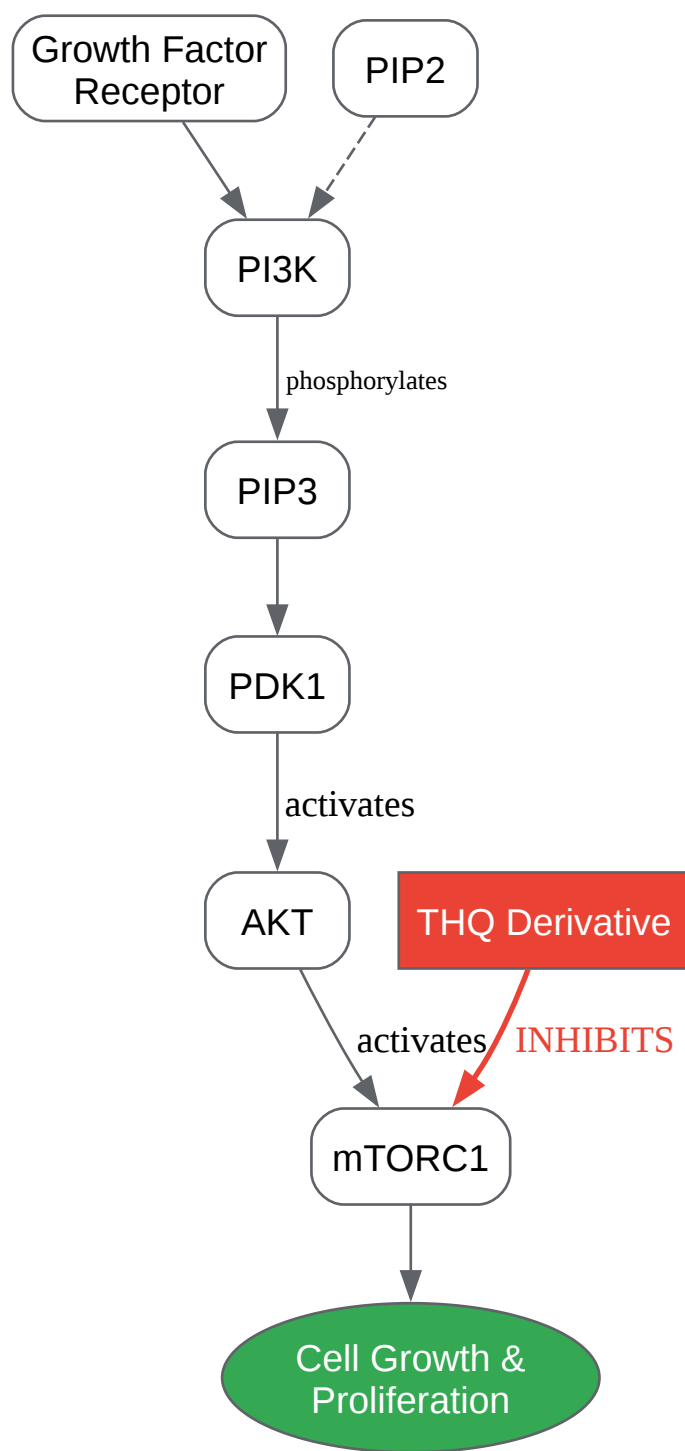 Growth Factor
Receptor
PIP2
PI3K
phosphorylates
PIP3
PDK1
activates
AKT
THQ Derivative
activates
INHIBITS
mTORC1
Cell Growth &
Proliferation